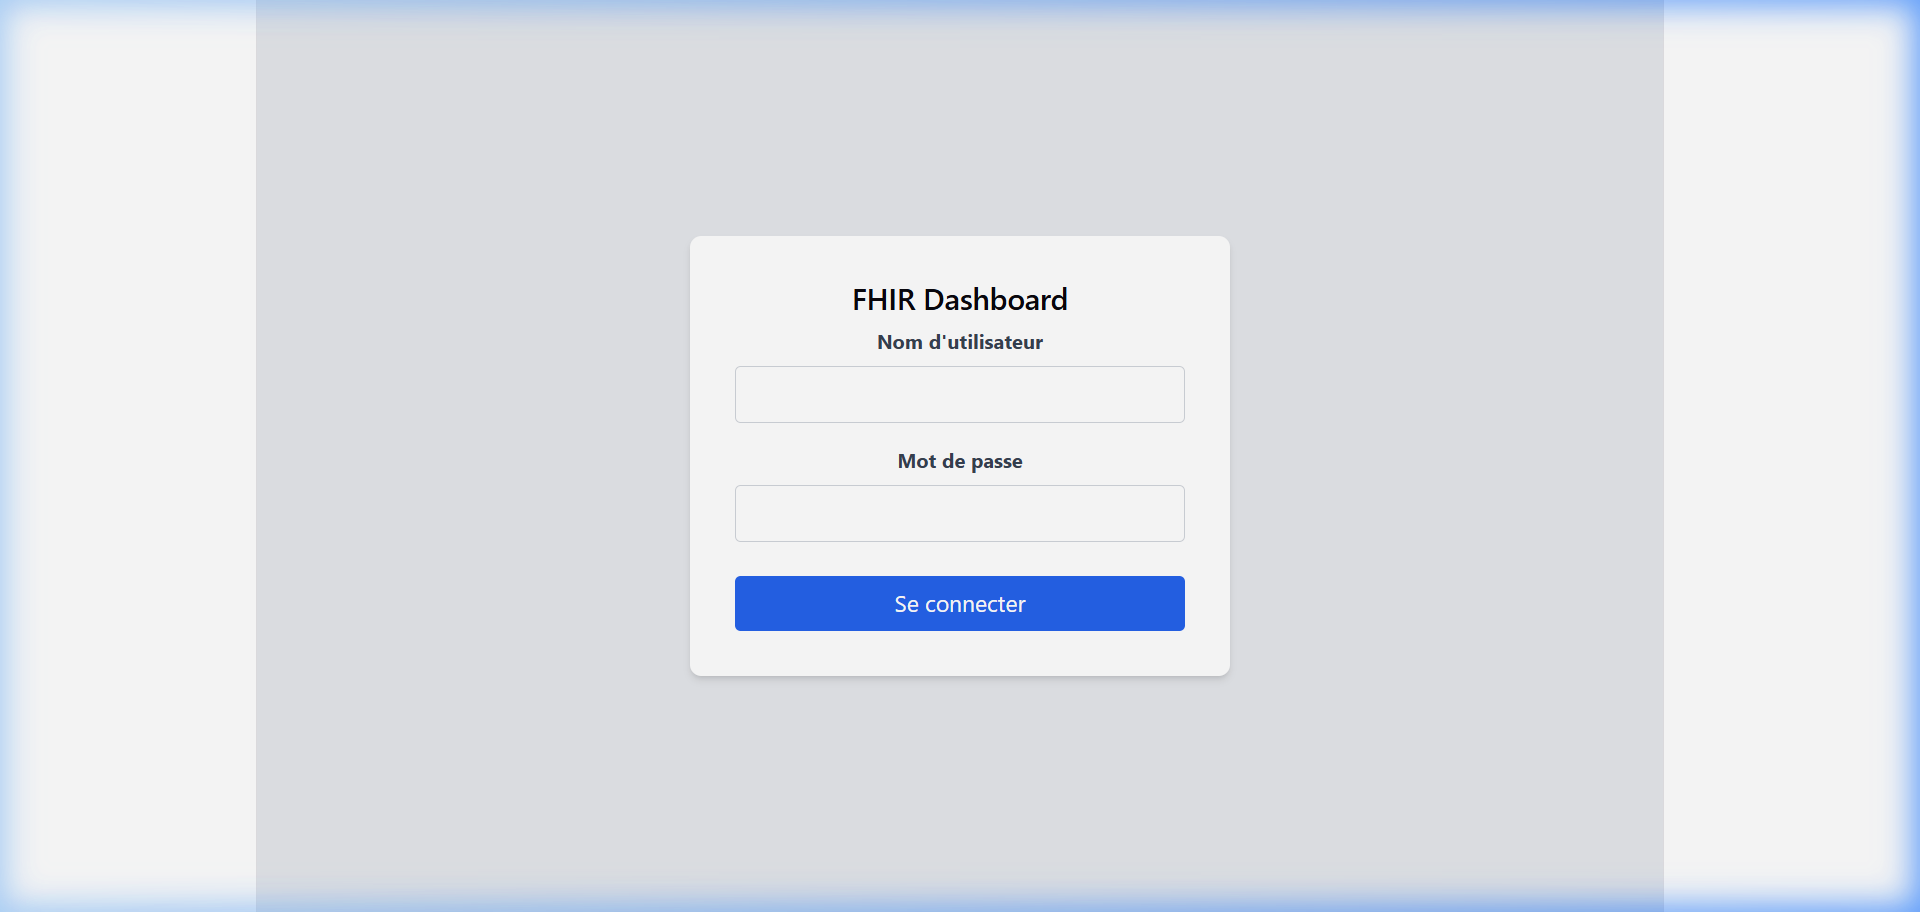 FHIR Dashboard
Nom d'utilisateur
Mot de passe
Se connecter